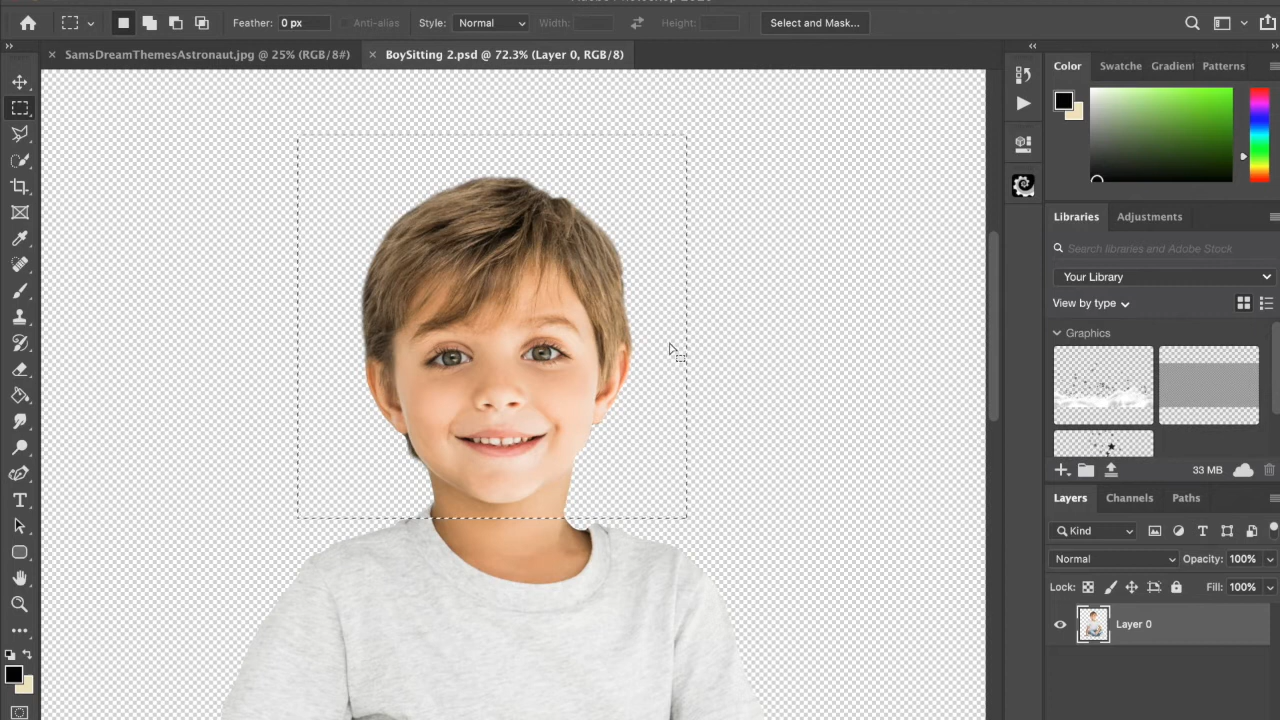 Feather: 0 px Anti-alias Style: Normal Width: Height: Select and Mask...
SamsDreamThemesAstronaut.jpg @ 25% (RGB/8#)
BoySitting 2.psd @ 72.3% (Layer 0, RGB/8)
Color Swatche Gradient Patterns
Libraries Adjustments
Search libraries and Adobe Stock
Your Library
View by type
Graphics
33 MB
Layers Channels Paths
Kind
Normal Opacity: 100%
Lock: Fill: 100%
Layer 0